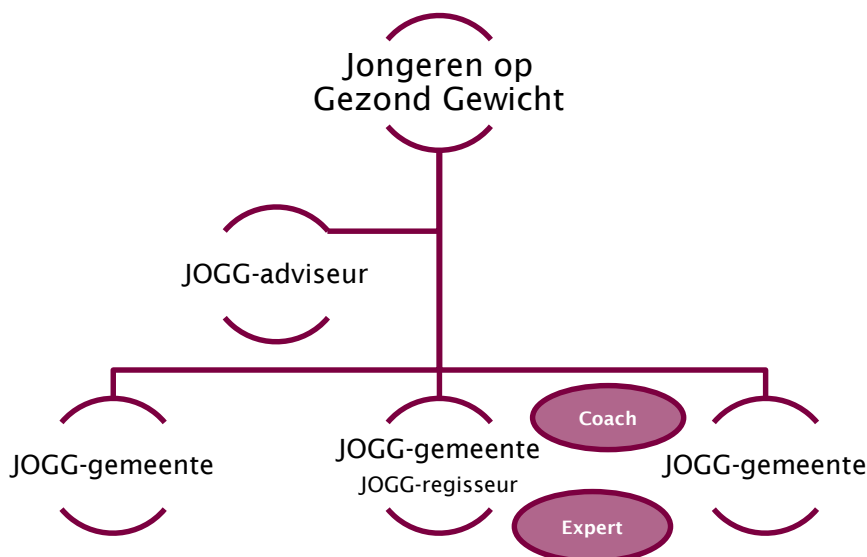 Jongeren op
Gezond Gewicht
JOGG-adviseur
JOGG-gemeente
JOGG-gemeente
JOGG-regisseur
Coach
Expert
JOGG-gemeente